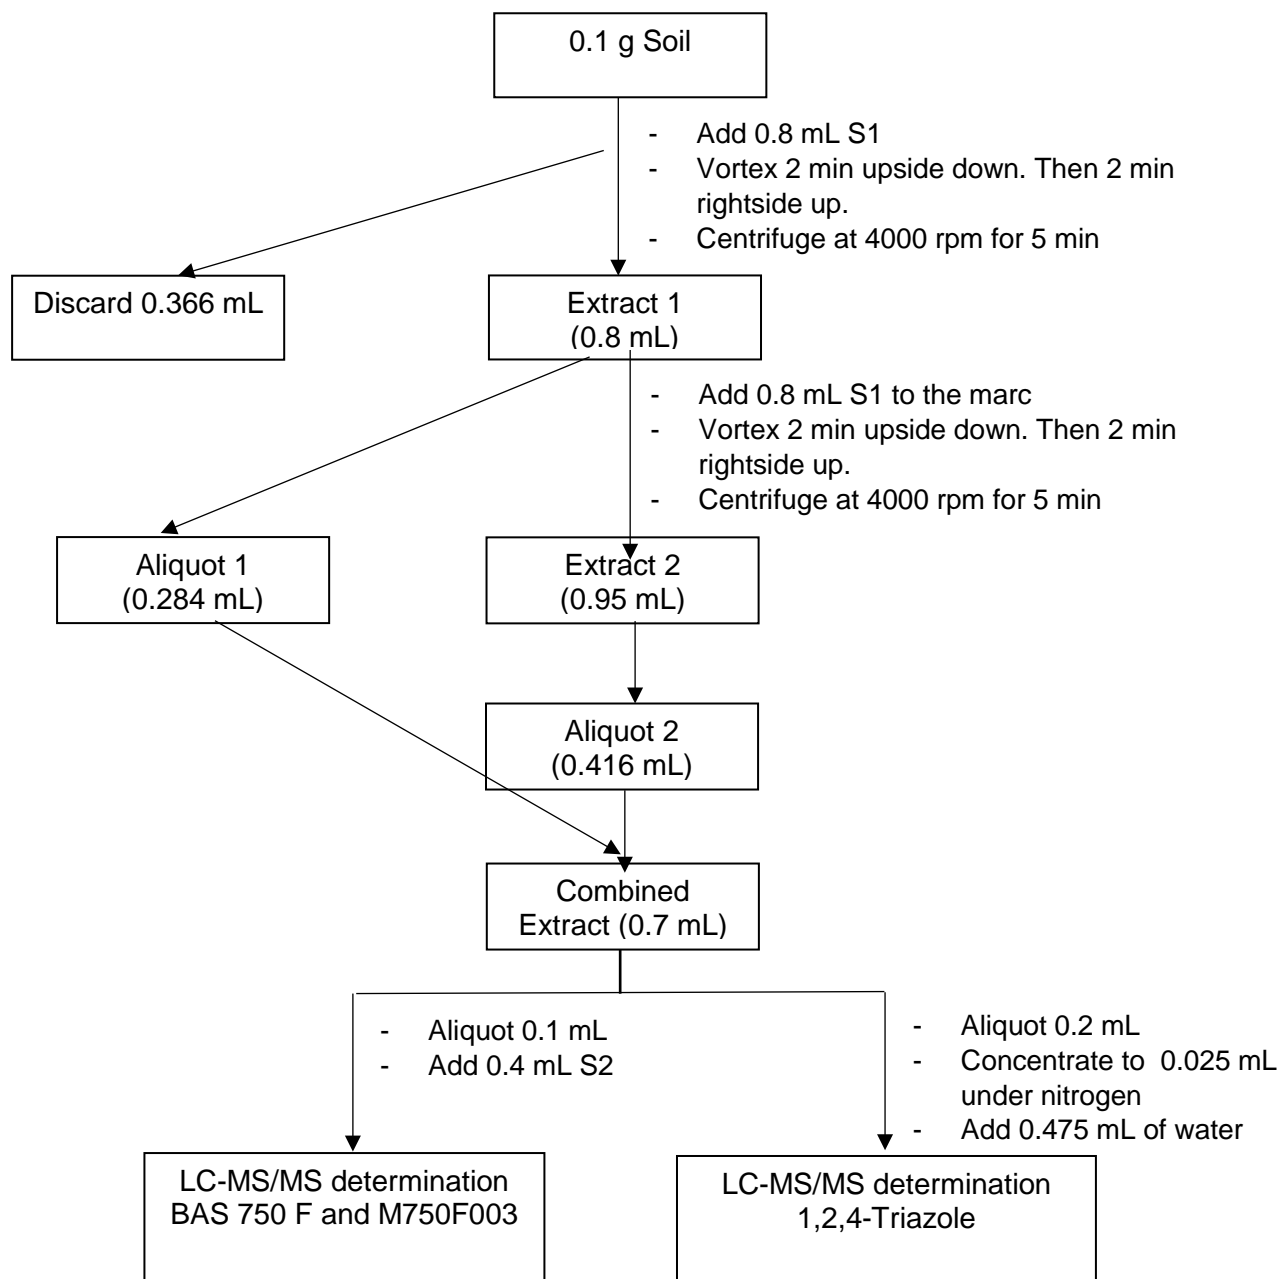 0.1 g Soil
- Add 0.8 mL S1
- Vortex 2 min upside down. Then 2 min
rightside up.
- Centrifuge at 4000 rpm for 5 min
Discard 0.366 mL
Extract 1
(0.8 mL)
- Add 0.8 mL S1 to the marc
- Vortex 2 min upside down. Then 2 min
rightside up.
- Centrifuge at 4000 rpm for 5 min
Aliquot 1
(0.284 mL)
Extract 2
(0.95 mL)
Aliquot 2
(0.416 mL)
Combined
Extract (0.7 mL)
- Aliquot 0.1 mL
- Add 0.4 mL S2
- Aliquot 0.2 mL
- Concentrate to 0.025 mL
under nitrogen
- Add 0.475 mL of water
LC-MS/MS determination
BAS 750 F and M750F003
LC-MS/MS determination
1,2,4-Triazole